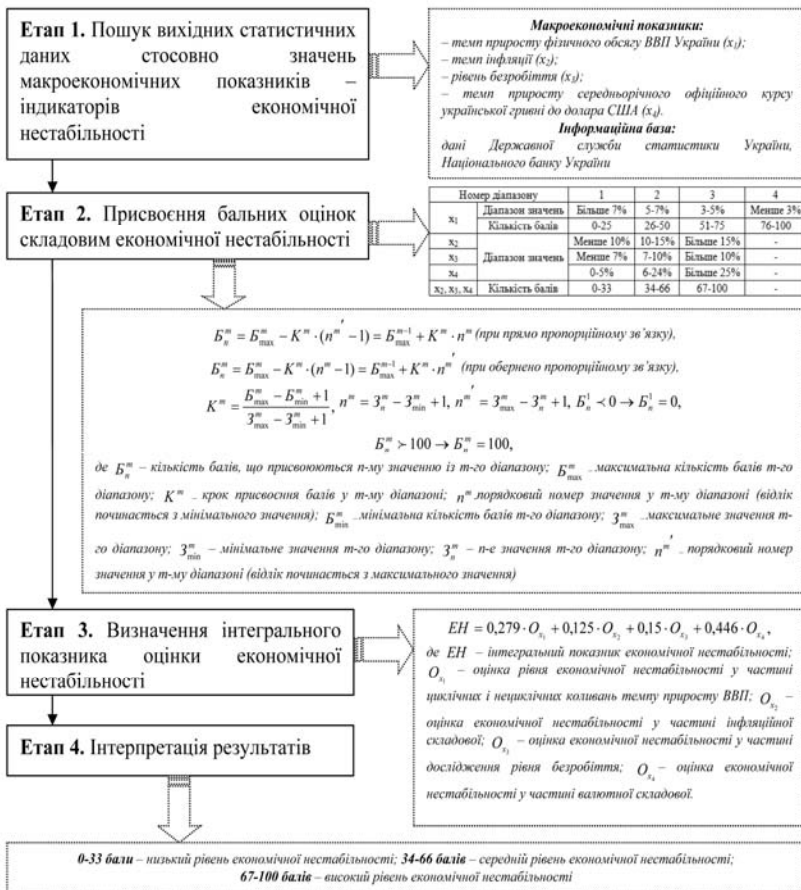 Етап 1. Пошук вихідних статистичних
даних стосовно значень
макроекономічних показників –
індикаторів економічної
нестабільності
Макроекономічні показники:
– темп приросту фізичного обсягу ВВП України (x₁);
– темп інфляції (x₂);
– рівень безробіття (x₃);
– темп приросту середньорічного офіційного курсу
української гривні до долара США (x₄).
Інформаційна база:
дані Державної служби статистики України,
Національного банку України
Етап 2. Присвоєння бальних оцінок
складовим економічної нестабільності
Номер діапазону 1 2 3 4
x₁ Діапазон значень Більше 7% 5-7% 3-5% Менше 3%
Кількість балів 0-25 26-50 51-75 76-100
x₂ Діапазон значень Менше 10% 10-15% Більше 15% -
x₃ Менше 7% 7-10% Більше 10% -
x₄ 0-5% 6-24% Більше 25% -
x₂, x₃, x₄ Кількість балів 0-33 34-66 67-100 -
Б_n^m = Б_max^m − K^m · (n^m′ − 1) = Б_max^{m-1} + K^m · n^m (при прямо пропорційному зв’язку),
Б_n^m = Б_max^m − K^m · (n^m − 1) = Б_max^{m-1} + K^m · n^m′ (при обернено пропорційному зв’язку),
K^m = (Б_max^m − Б_min^m + 1) / (З_max^m − З_min^m + 1), n^m = З_n^m − З_min^m + 1, n^m′ = З_max^m − З_n^m + 1, Б_n^1 ≺ 0 → Б_n^1 = 0,
Б_n^m ≻ 100 → Б_n^m = 100,
де Б_n^m – кількість балів, що присвоюються n-му значенню із m-го діапазону; Б_max^m – максимальна кількість балів m-го
діапазону; K^m – крок присвоєння балів у m-му діапазоні; n^m порядковий номер значення у m-му діапазоні (відлік
починається з мінімального значення); Б_min^m – мінімальна кількість балів m-го діапазону; З_max^m – максимальне значення m-
го діапазону; З_min^m – мінімальне значення m-го діапазону; З_n^m – n-е значення m-го діапазону; n^m′ – порядковий номер
значення у m-му діапазоні (відлік починається з максимального значення)
Етап 3. Визначення інтегрального
показника оцінки економічної
нестабільності
EH = 0,279 · O_x₁ + 0,125 · O_x₂ + 0,15 · O_x₃ + 0,446 · O_x₄,
де EH – інтегральний показник економічної нестабільності;
O_x₁ – оцінка рівня економічної нестабільності у частині
циклічних і нециклічних коливань темпу приросту ВВП; O_x₂ –
оцінка економічної нестабільності у частині інфляційної
складової; O_x₃ – оцінка економічної нестабільності у частині
дослідження рівня безробіття; O_x₄ – оцінка економічної
нестабільності у частині валютної складової.
Етап 4. Інтерпретація результатів
0-33 бали – низький рівень економічної нестабільності; 34-66 балів – середній рівень економічної нестабільності;
67-100 балів – високий рівень економічної нестабільності